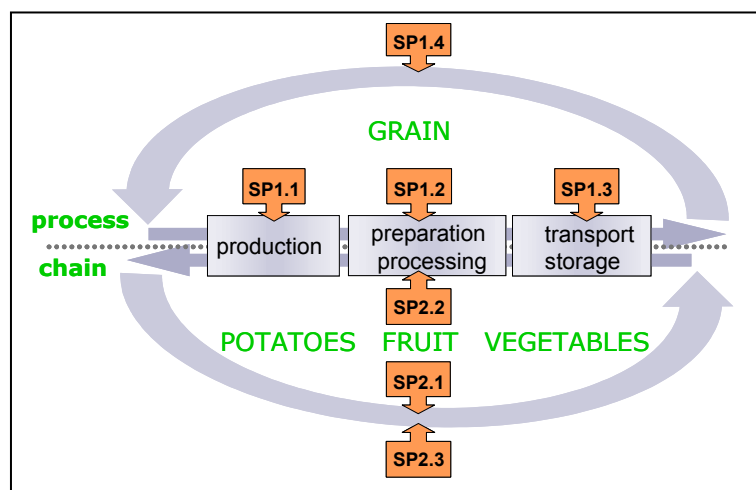 SP1.4
GRAIN
SP1.1
SP1.2
SP1.3
process
production
preparation
processing
transport
storage
chain
SP2.2
POTATOES FRUIT VEGETABLES
SP2.1
SP2.3